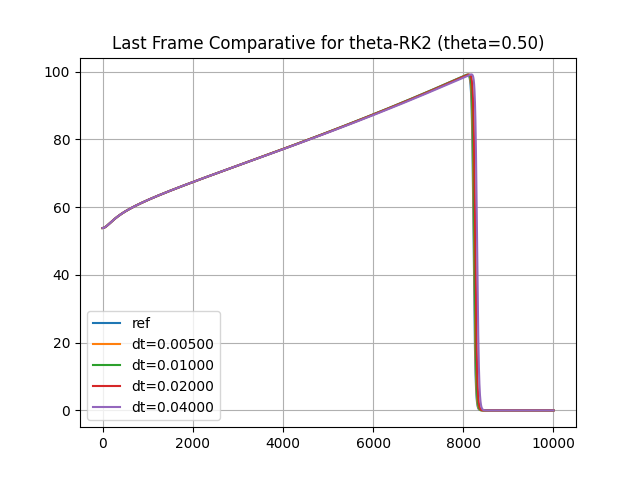 Last Frame Comparative for theta-RK2 (theta=0.50)
100
80
60
40
20
0
ref
dt=0.00500
dt=0.01000
dt=0.02000
dt=0.04000
0 2000 4000 6000 8000 10000